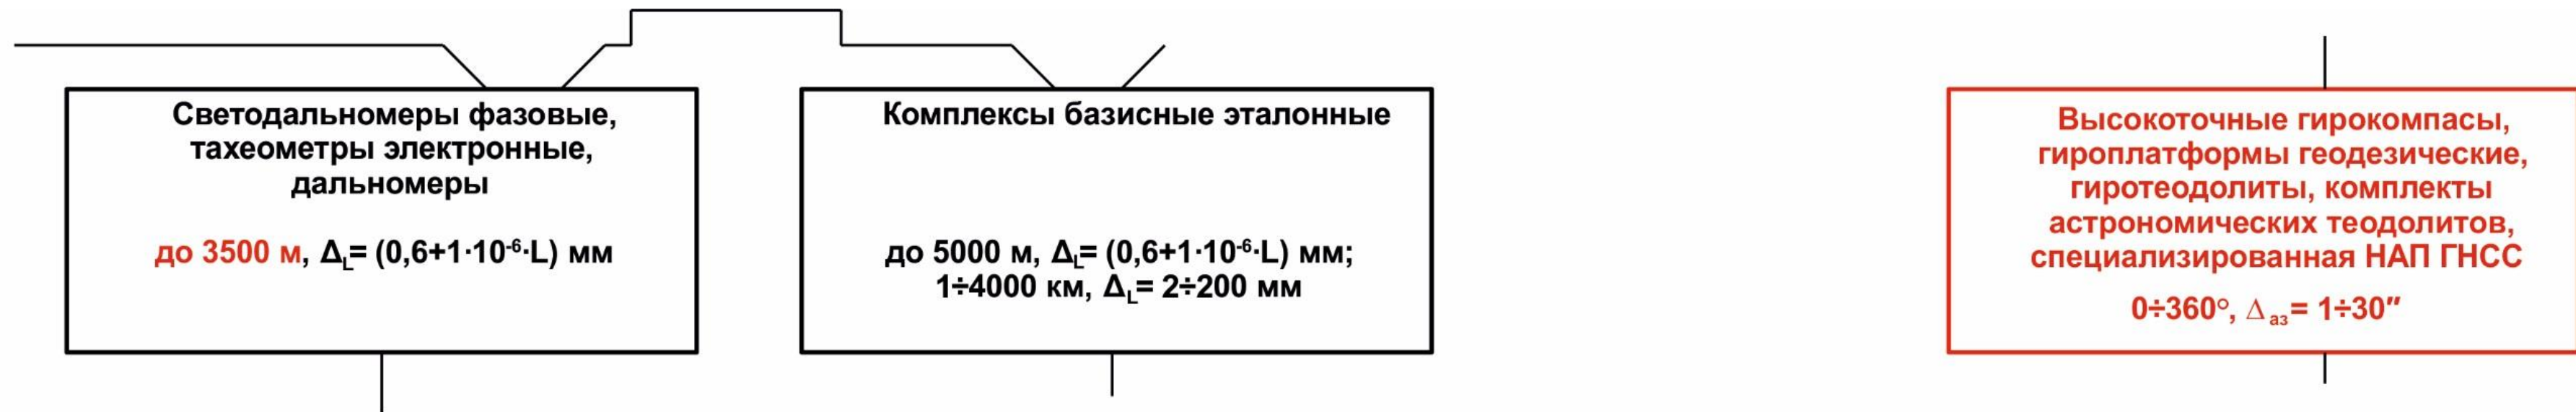 Светодальномеры фазовые,
тахеометры электронные,
дальномеры
до 3500 м, ΔL= (0,6+1·10-6·L) мм
Комплексы базисные эталонные
до 5000 м, ΔL= (0,6+1·10-6·L) мм;
1÷4000 км, ΔL= 2÷200 мм
Высокоточные гирокомпасы,
гироплатформы геодезические,
гиротеодолиты, комплекты
астрономических теодолитов,
специализированная НАП ГНСС
0÷360°, Δаз= 1÷30″